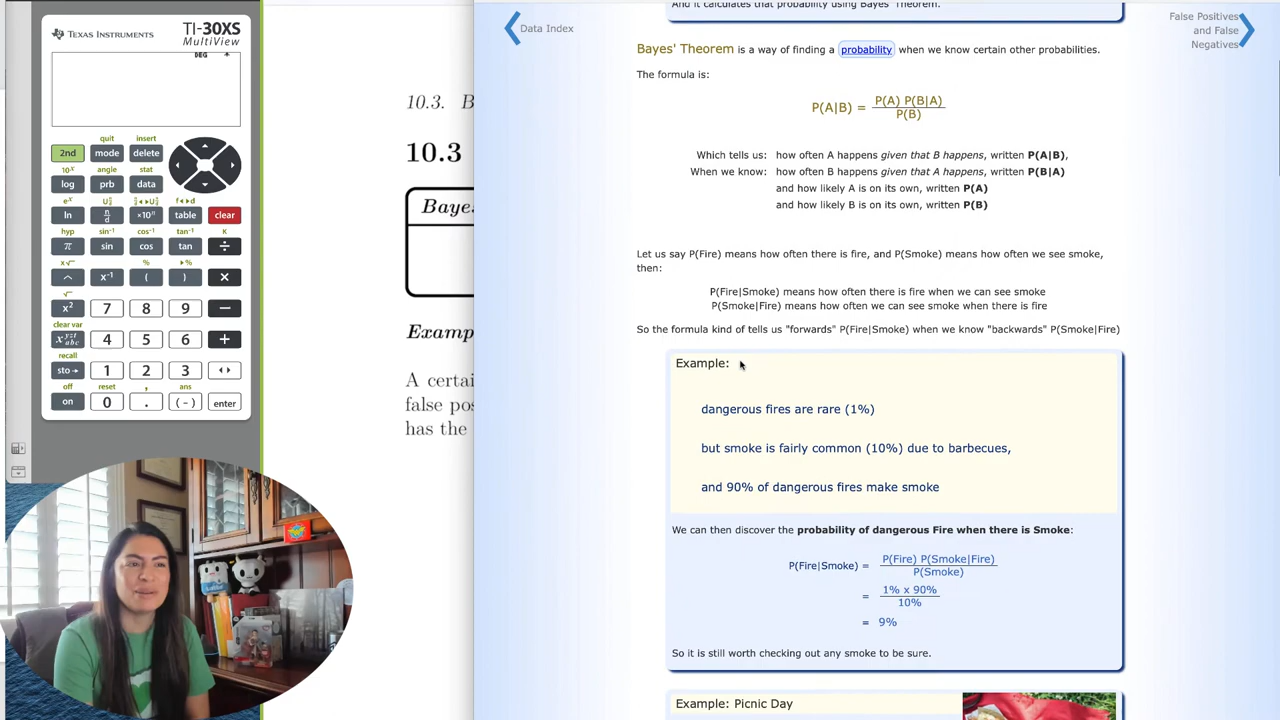 TEXAS INSTRUMENTS
TI-30XS
MultiView
DEG
quit insert
2nd mode delete
10ˣ angle stat
log prb data
ln table clear
hyp sin⁻¹ cos⁻¹ tan⁻¹ K
π sin cos tan ÷
^ x⁻¹ ( ) ×
x² 7 8 9 −
clear var
4 5 6 +
recall
sto→ 1 2 3
off reset , ans
on 0 . (-) enter
10.3. B
10.3
Baye
Examp
A certai
false pos
has the
And it calculates that probability using Bayes' Theorem.
Data Index
False Positives
and False
Negatives
Bayes' Theorem is a way of finding a probability when we know certain other probabilities.
The formula is:
P(A|B) = P(A) P(B|A)
P(B)
Which tells us: how often A happens given that B happens, written P(A|B),
When we know: how often B happens given that A happens, written P(B|A)
and how likely A is on its own, written P(A)
and how likely B is on its own, written P(B)
Let us say P(Fire) means how often there is fire, and P(Smoke) means how often we see smoke,
then:
P(Fire|Smoke) means how often there is fire when we can see smoke
P(Smoke|Fire) means how often we can see smoke when there is fire
So the formula kind of tells us "forwards" P(Fire|Smoke) when we know "backwards" P(Smoke|Fire)
Example:
dangerous fires are rare (1%)
but smoke is fairly common (10%) due to barbecues,
and 90% of dangerous fires make smoke
We can then discover the probability of dangerous Fire when there is Smoke:
P(Fire|Smoke) = P(Fire) P(Smoke|Fire)
P(Smoke)
= 1% x 90%
10%
= 9%
So it is still worth checking out any smoke to be sure.
Example: Picnic Day